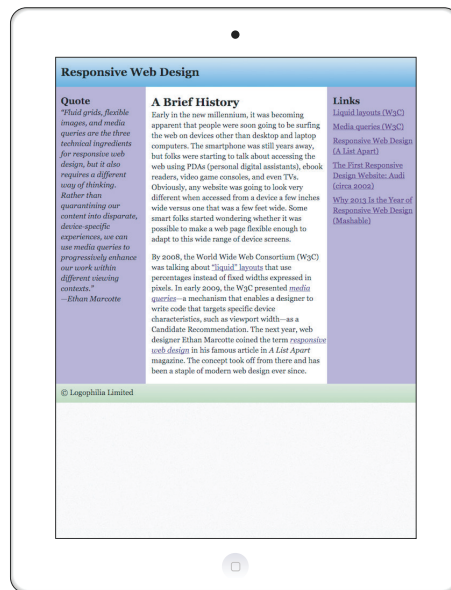 Responsive Web Design
Quote
"Fluid grids, flexible
images, and media
queries are the three
technical ingredients
for responsive web
design, but it also
requires a different
way of thinking.
Rather than
quarantining our
content into disparate,
device-specific
experiences, we can
use media queries to
progressively enhance
our work within
different viewing
contexts."
—Ethan Marcotte
A Brief History
Early in the new millennium, it was becoming
apparent that people were soon going to be surfing
the web on devices other than desktop and laptop
computers. The smartphone was still years away,
but folks were starting to talk about accessing the
web using PDAs (personal digital assistants), ebook
readers, video game consoles, and even TVs.
Obviously, any website was going to look very
different when accessed from a device a few inches
wide versus one that was a few feet wide. Some
smart folks started wondering whether it was
possible to make a web page flexible enough to
adapt to this wide range of device screens.
By 2008, the World Wide Web Consortium (W3C)
was talking about "liquid" layouts that use
percentages instead of fixed widths expressed in
pixels. In early 2009, the W3C presented media
queries—a mechanism that enables a designer to
write code that targets specific device
characteristics, such as viewport width—as a
Candidate Recommendation. The next year, web
designer Ethan Marcotte coined the term responsive
web design in his famous article in A List Apart
magazine. The concept took off from there and has
been a staple of modern web design ever since.
Links
Liquid layouts (W3C)
Media queries (W3C)
Responsive Web Design
(A List Apart)
The First Responsive
Design Website: Audi
(circa 2002)
Why 2013 Is the Year of
Responsive Web Design
(Mashable)
© Logophilia Limited